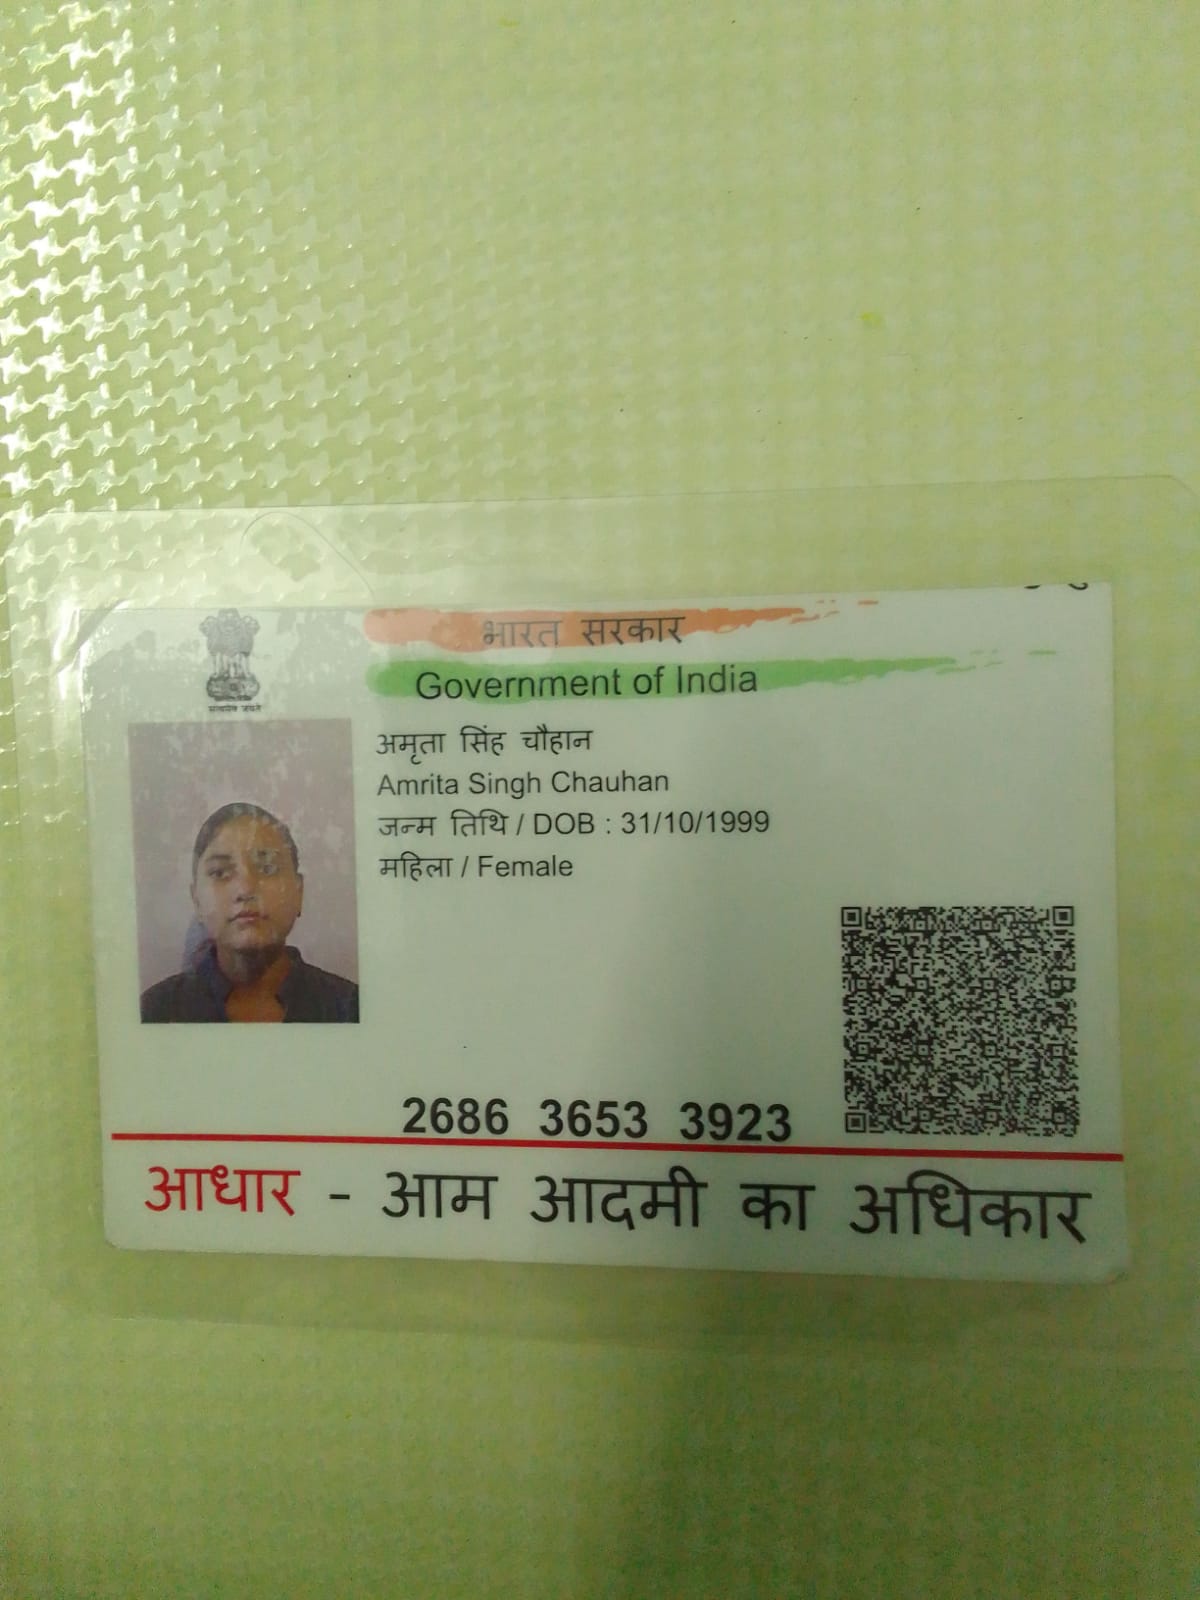 भारत सरकार
Government of India
सत्यमेव जयते
अमृता सिंह चौहान
Amrita Singh Chauhan
जन्म तिथि / DOB : 31/10/1999
महिला / Female
2686 3653 3923
आधार - आम आदमी का अधिकार